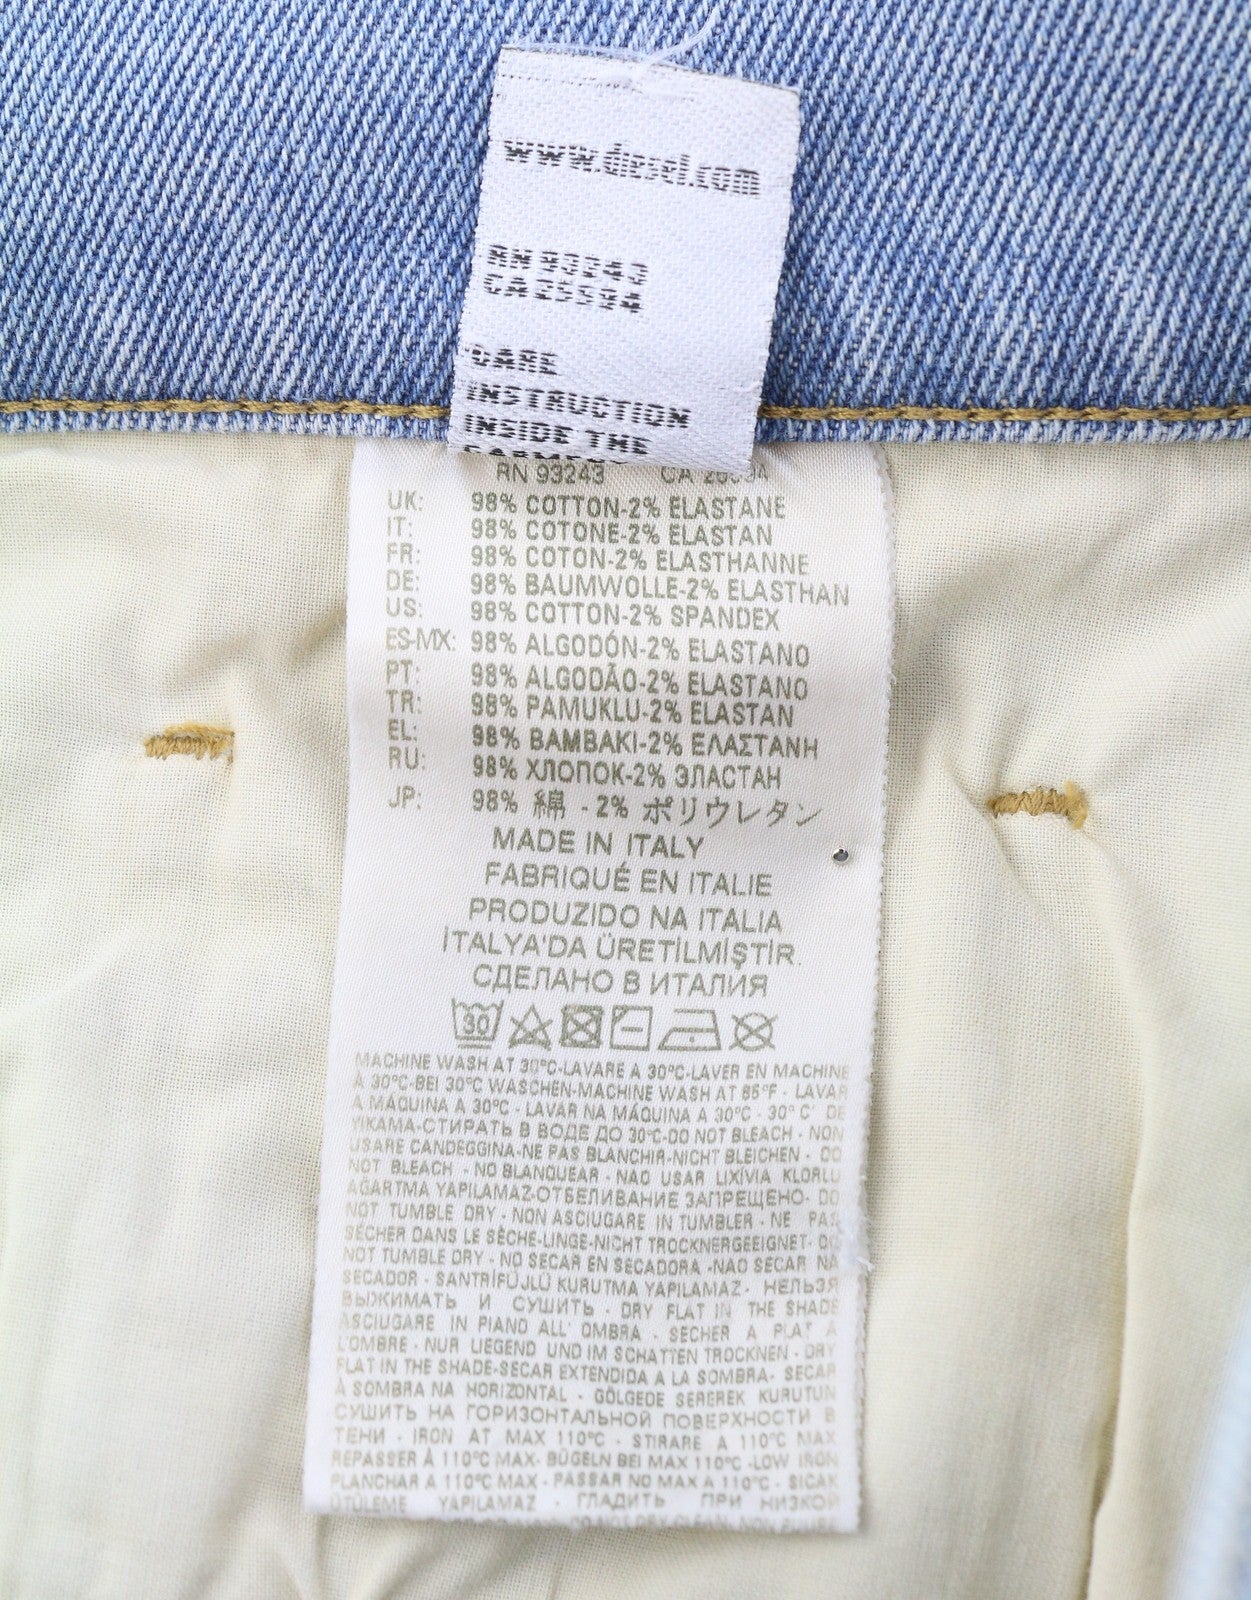 www.diesel.com
RN 93243
CA 25594
CARE
INSTRUCTION
INSIDE THE
RN 93243 CA
UK: 98% COTTON-2% ELASTANE
IT: 98% COTONE-2% ELASTAN
FR: 98% COTON-2% ELASTHANNE
DE: 98% BAUMWOLLE-2% ELASTHAN
US: 98% COTTON-2% SPANDEX
ES-MX: 98% ALGODÓN-2% ELASTANO
PT: 98% ALGODÃO-2% ELASTANO
TR: 98% PAMUKLU-2% ELASTAN
EL: 98% ΒΑΜΒΑΚΙ-2% ΕΛΑΣΤΑΝΗ
RU: 98% ХЛОПОК-2% ЭЛАСТАН
JP: 98% 綿 - 2% ポリウレタン
MADE IN ITALY
FABRIQUÉ EN ITALIE
PRODUZIDO NA ITALIA
İTALYA'DA ÜRETİLMİŞTİR.
СДЕЛАНО В ИТАЛИЯ
30
MACHINE WASH AT 30°C-LAVARE A 30°C-LAVER EN MACHINE
À 30°C-BEI 30°C WASCHEN-MACHINE WASH AT 85°F - LAVAR
A MÁQUINA A 30°C - LAVAR NA MÁQUINA A 30°C - 30° C' DE
YIKAMA-СТИРАТЬ В ВОДЕ ДО 30°C-DO NOT BLEACH - NON
USARE CANDEGGINA-NE PAS BLANCHIR-NICHT BLEICHEN - DO
NOT BLEACH - NO BLANQUEAR - NAO USAR LIXÍVIA KLORLU
AĞARTMA YAPILAMAZ-ОТБЕЛИВАНИЕ ЗАПРЕЩЕНО- DO
NOT TUMBLE DRY - NON ASCIUGARE IN TUMBLER - NE PAS
SÉCHER DANS LE SÈCHE-LINGE-NICHT TROCKNERGEEIGNET- DO
NOT TUMBLE DRY - NO SECAR EN SECADORA -NAO SECAR NA
SECADOR - SANTRİFÜJLÜ KURUTMA YAPILAMAZ - НЕЛЬЗЯ
ВЫЖИМАТЬ И СУШИТЬ - DRY FLAT IN THE SHADE
ASCIUGARE IN PIANO ALL' OMBRA - SÉCHER A PLAT À
L'OMBRE - NUR LIEGEND UND IM SCHATTEN TROCKNEN - DRY
FLAT IN THE SHADE-SECAR EXTENDIDA A LA SOMBRA- SECAR
À SOMBRA NA HORIZONTAL - GÖLGEDE SEREREK KURUTUN
СУШИТЬ НА ГОРИЗОНТАЛЬНОЙ ПОВЕРХНОСТИ В
ТЕНИ - IRON AT MAX 110°C - STIRARE A 110°C MAX
REPASSER À 110°C MAX- BÜGELN BEI MAX 110°C -LOW IRON
PLANCHAR A 110°C MAX - PASSAR NO MAX A 110°C - SICAK
ÜTÜLEME YAPILAMAZ - ГЛАДИТЬ ПРИ НИЗКОЙ